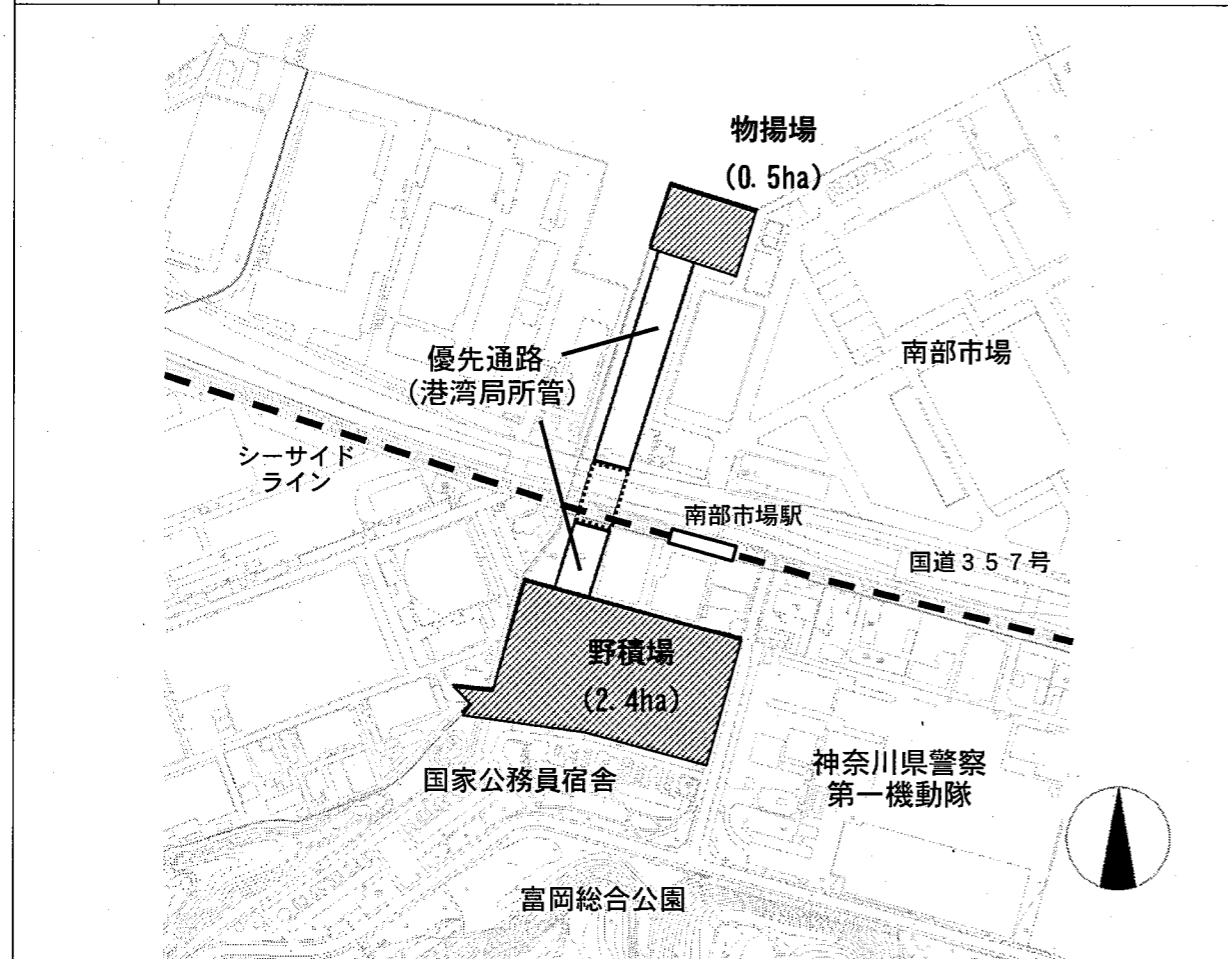 物揚場
(0.5ha)
優先通路
(港湾局所管)
南部市場
シーサイド
ライン
南部市場駅
国道357号
野積場
(2.4ha)
国家公務員宿舎
神奈川県警察
第一機動隊
富岡総合公園